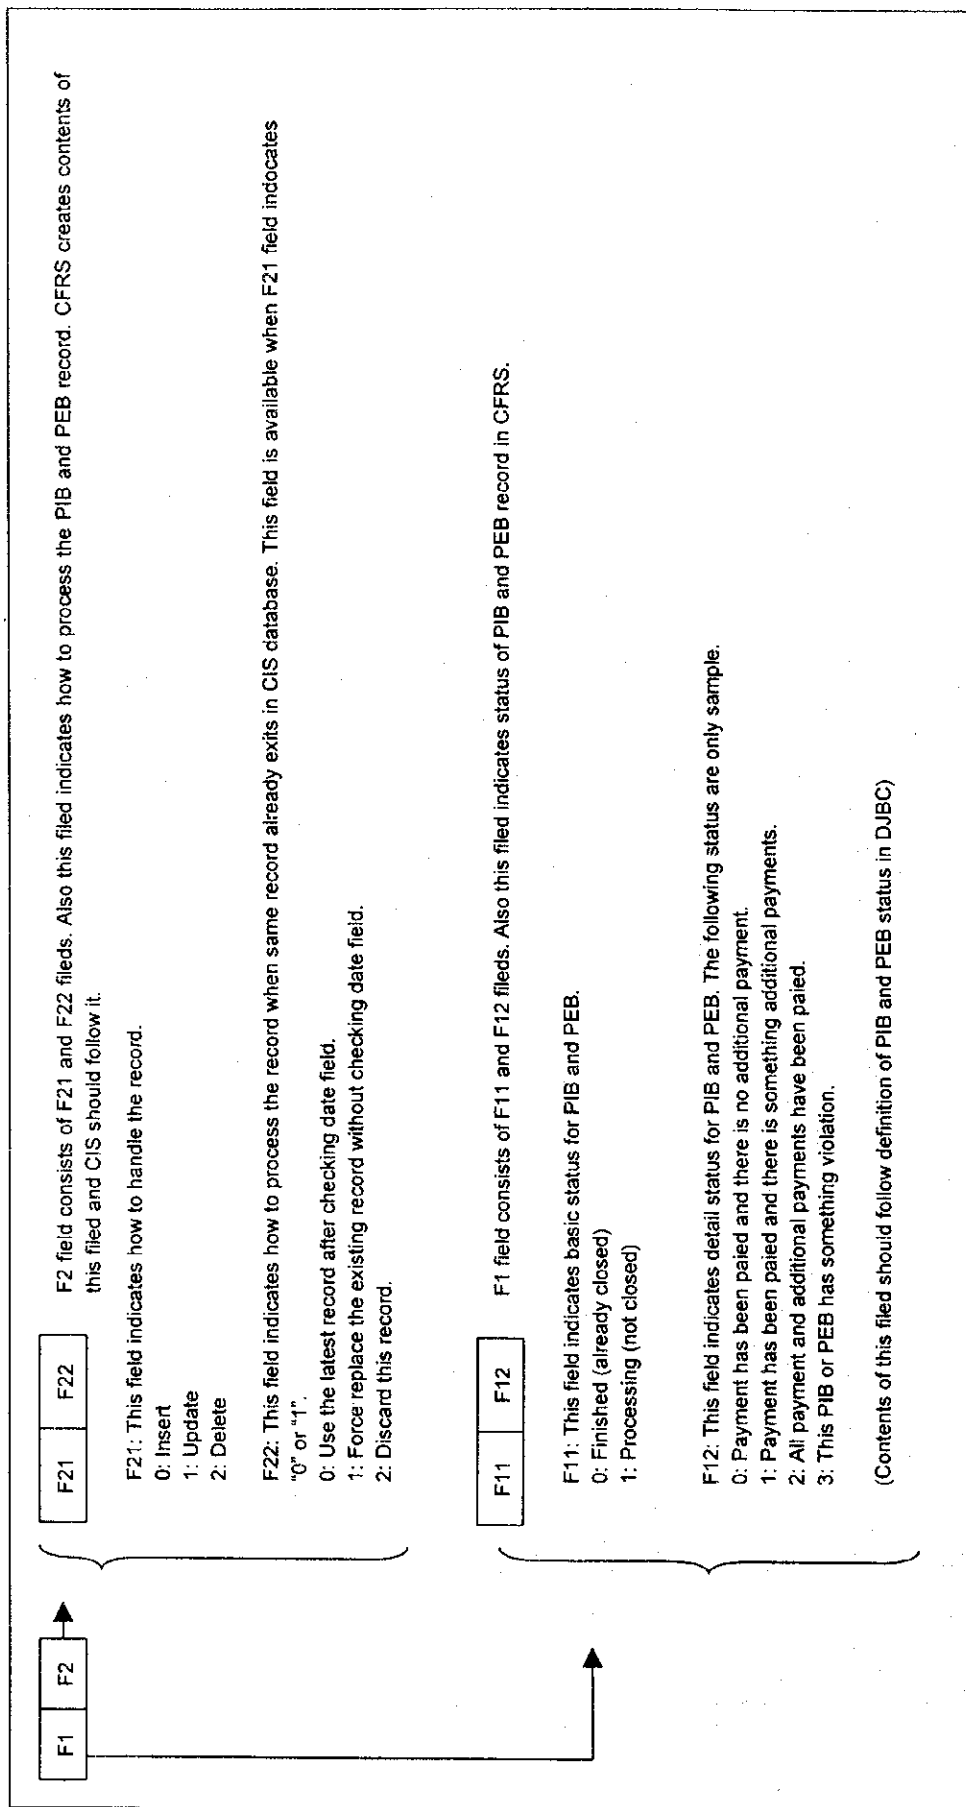 F1 F2
F21 F22
F2 field consists of F21 and F22 fileds. Also this filed indicates how to process the PIB and PEB record. CFRS creates contents of
this filed and CIS should follow it.
F21: This field indicates how to handle the record.
0: Insert
1: Update
2: Delete
F22: This field indicates how to process the record when same record already exits in CIS database. This field is available when F21 field indocates
"0" or "1".
0: Use the latest record after checking date field.
1: Force replace the existing record without checking date field.
2: Discard this record.
F11 F12
F1 field consists of F11 and F12 fileds. Also this filed indicates status of PIB and PEB record in CFRS.
F11: This field indicates basic status for PIB and PEB.
0: Finished (already closed)
1: Processing (not closed)
F12: This field indicates detail status for PIB and PEB. The following status are only sample.
0: Payment has been paied and there is no additional payment.
1: Payment has been paied and there is something additional payments.
2: All payment and additional payments have been paied.
3: This PIB or PEB has something violation.
(Contents of this filed should follow definition of PIB and PEB status in DJBC)